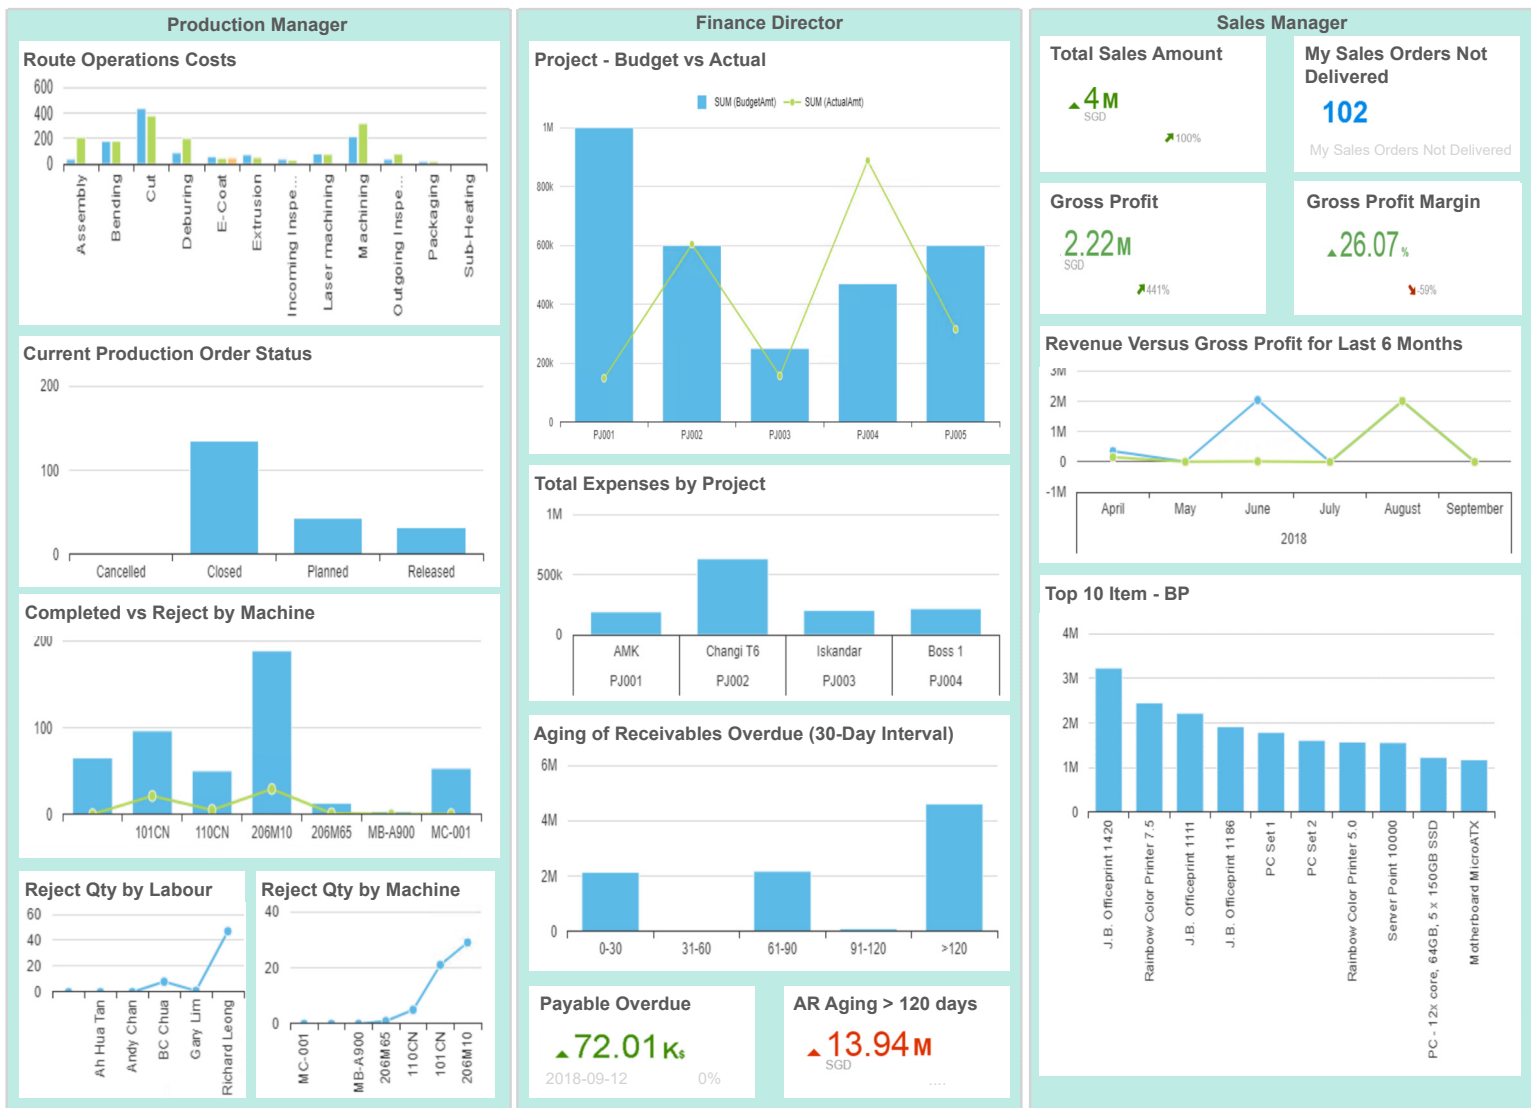 Production Manager
Route Operations Costs
600
400
200
0
Assembly
Bending
Cut
Deburing
E-Coat
Extrusion
Incoming Inspe...
Laser machining
Machining
Outgoing Inspe...
Packaging
Sub-Heating
Current Production Order Status
200
100
0
Cancelled
Closed
Planned
Released
Completed vs Reject by Machine
200
100
0
101CN
110CN
206M10
206M65
MB-A900
MC-001
Reject Qty by Labour
60
40
20
0
Ah Hua Tan
Andy Chan
BC Chua
Gary Lim
Richard Leong
Reject Qty by Machine
40
20
0
MC-001
MB-A900
206M65
110CN
101CN
206M10
Finance Director
Project - Budget vs Actual
SUM (BudgetAmt)
SUM (ActualAmt)
1M
800k
600k
400k
200k
0
PJ001
PJ002
PJ003
PJ004
PJ005
Total Expenses by Project
1M
500k
0
AMK
Changi T6
Iskandar
Boss 1
PJ001
PJ002
PJ003
PJ004
Aging of Receivables Overdue (30-Day Interval)
6M
4M
2M
0
0-30
31-60
61-90
91-120
>120
Payable Overdue
72.01 K$
2018-09-12
0%
AR Aging > 120 days
13.94 M
SGD
....
Sales Manager
Total Sales Amount
4 M
SGD
100%
My Sales Orders Not
Delivered
102
My Sales Orders Not Delivered
Gross Profit
2.22 M
SGD
441%
Gross Profit Margin
26.07 %
-59%
Revenue Versus Gross Profit for Last 6 Months
3M
2M
1M
0
-1M
April
May
June
July
August
September
2018
Top 10 Item - BP
4M
3M
2M
1M
0
J.B. Officeprint 1420
Rainbow Color Printer 7.5
J.B. Officeprint 1111
J.B. Officeprint 1186
PC Set 1
PC Set 2
Rainbow Color Printer 5.0
Server Point 10000
PC - 12x core, 64GB, 5 x 150GB SSD
Motherboard MicroATX